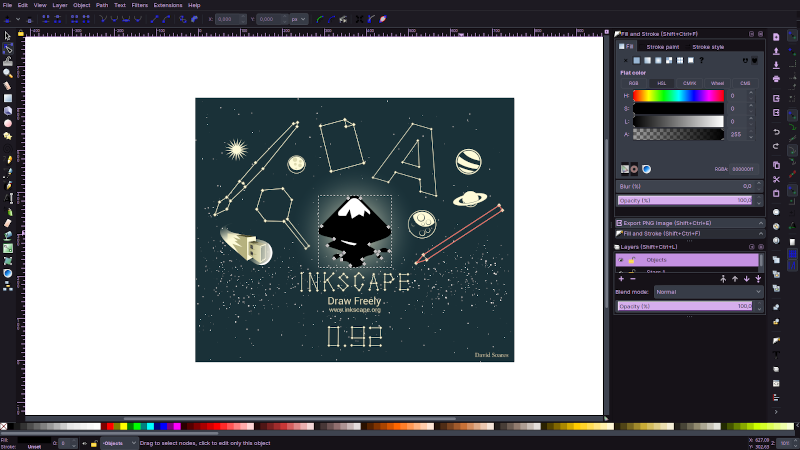 File Edit View Layer Object Path Text Filters Extensions Help
X: 0,000 Y: 0,000 px
Fill and Stroke (Shift+Ctrl+F)
Fill Stroke paint Stroke style
Flat color
RGB HSL CMYK Wheel CMS
H: 0
S: 0
L: 0
A: 255
RGBA: 000000ff
Blur (%) 0,0
Opacity (%) 100,0
Export PNG Image (Shift+Ctrl+E)
Fill and Stroke (Shift+Ctrl+F)
Layers (Shift+Ctrl+L)
Objects
Blend mode: Normal
Opacity (%) 100,0
INKSCAPE
Draw Freely
www.inkscape.org
0.92
David Soares
Fill:
Stroke: Unset
O: 0
Objects
Drag to select nodes, click to edit only this object
X: 627,09
Y: 302,63
Z: